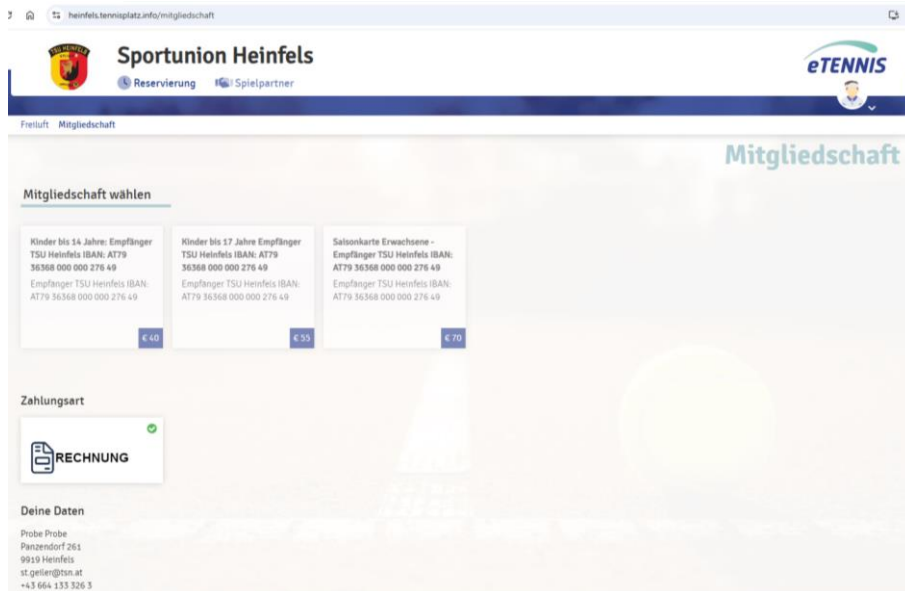 heinfels.tennisplatz.info/mitgliedschaft
TSU HEINFELS
Sportunion Heinfels
Reservierung Spielpartner
eTENNIS
Freiluft Mitgliedschaft
Mitgliedschaft
Mitgliedschaft wählen
Kinder bis 14 Jahre: Empfänger
TSU Heinfels IBAN: AT79
36368 000 000 276 49
Empfänger TSU Heinfels IBAN:
AT79 36368 000 000 276 49
€ 40
Kinder bis 17 Jahre Empfänger
TSU Heinfels IBAN: AT79
36368 000 000 276 49
Empfänger TSU Heinfels IBAN:
AT79 36368 000 000 276 49
€ 55
Saisonkarte Erwachsene -
Empfänger TSU Heinfels IBAN:
AT79 36368 000 000 276 49
Empfänger TSU Heinfels IBAN:
AT79 36368 000 000 276 49
€ 70
Zahlungsart
RECHNUNG
Deine Daten
Probe Probe
Panzendorf 261
9919 Heinfels
st.geiler@tsn.at
+43 664 133 326 3